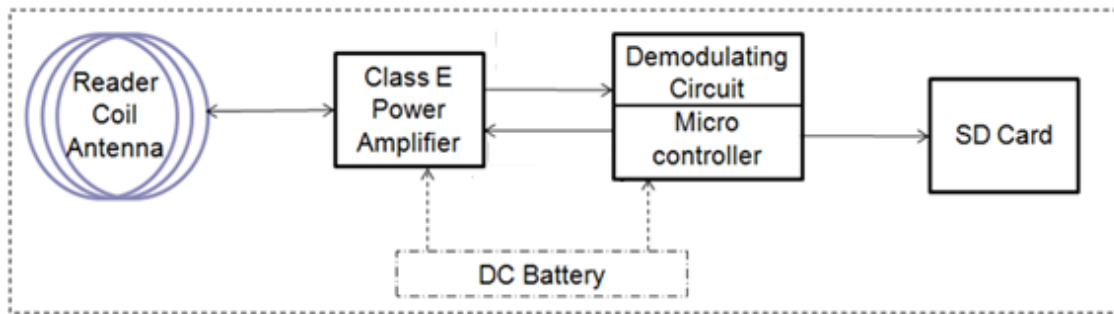 Reader
Coil
Antenna
Class E
Power
Amplifier
Demodulating
Circuit
Micro
controller
SD Card
DC Battery